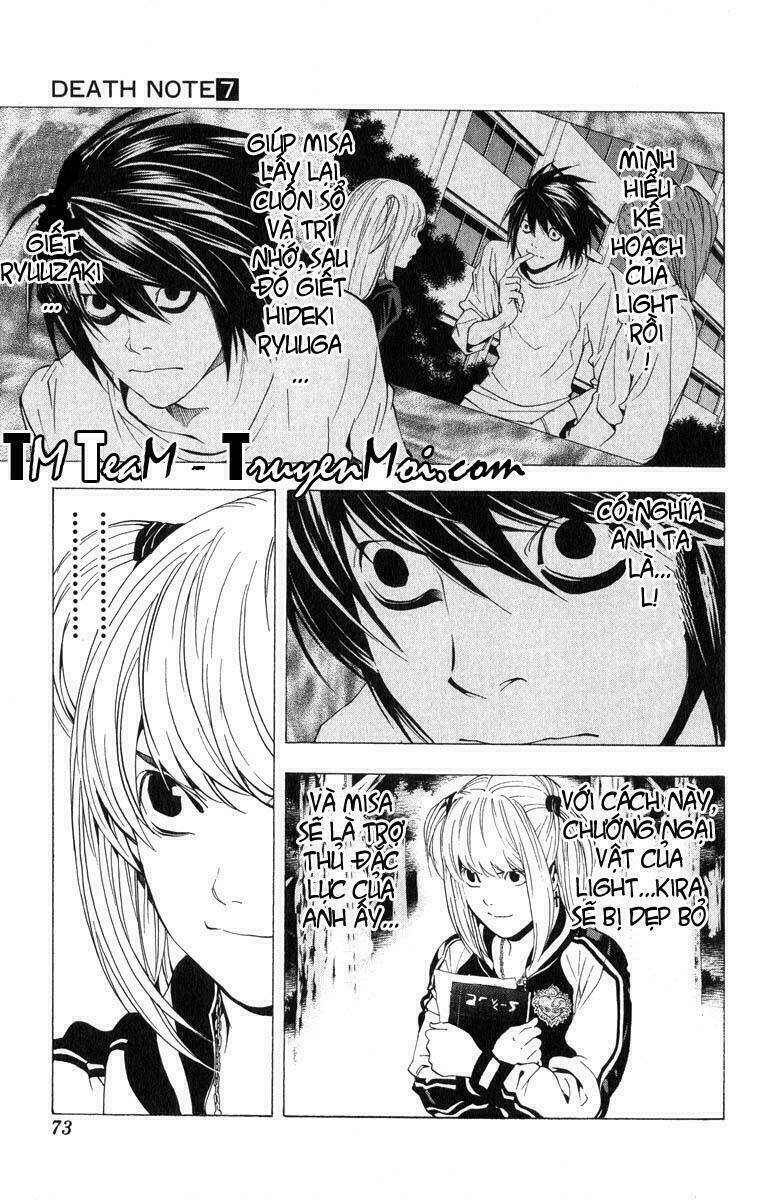 DEATH NOTE 7
MÌNH
HIỂU
KẾ
HOẠCH
CỦA
LIGHT
RỒI
!
GIÚP MISA
LẤY LẠI
CUỐN SỔ
VÀ TRÍ
NHỚ, SAU
ĐÒ GIẾT
HIDEKI
RYUUGA
...
GIẾT
RYUUZAKI
...
TM TeaM - TruyenMoi.com
CÓ NGHĨA
ANH TA
LÀ...
L!
..........
..........
VỚI CÁCH NÀY,
CHƯỚNG NGẠI
VẬT CỦA
LIGHT...KIRA
SẼ BỊ DẸP BỎ
VÀ MISA
SẼ LÀ TRỢ
THỦ ĐẮC
LỰC CỦA
ANH ẤY...
73